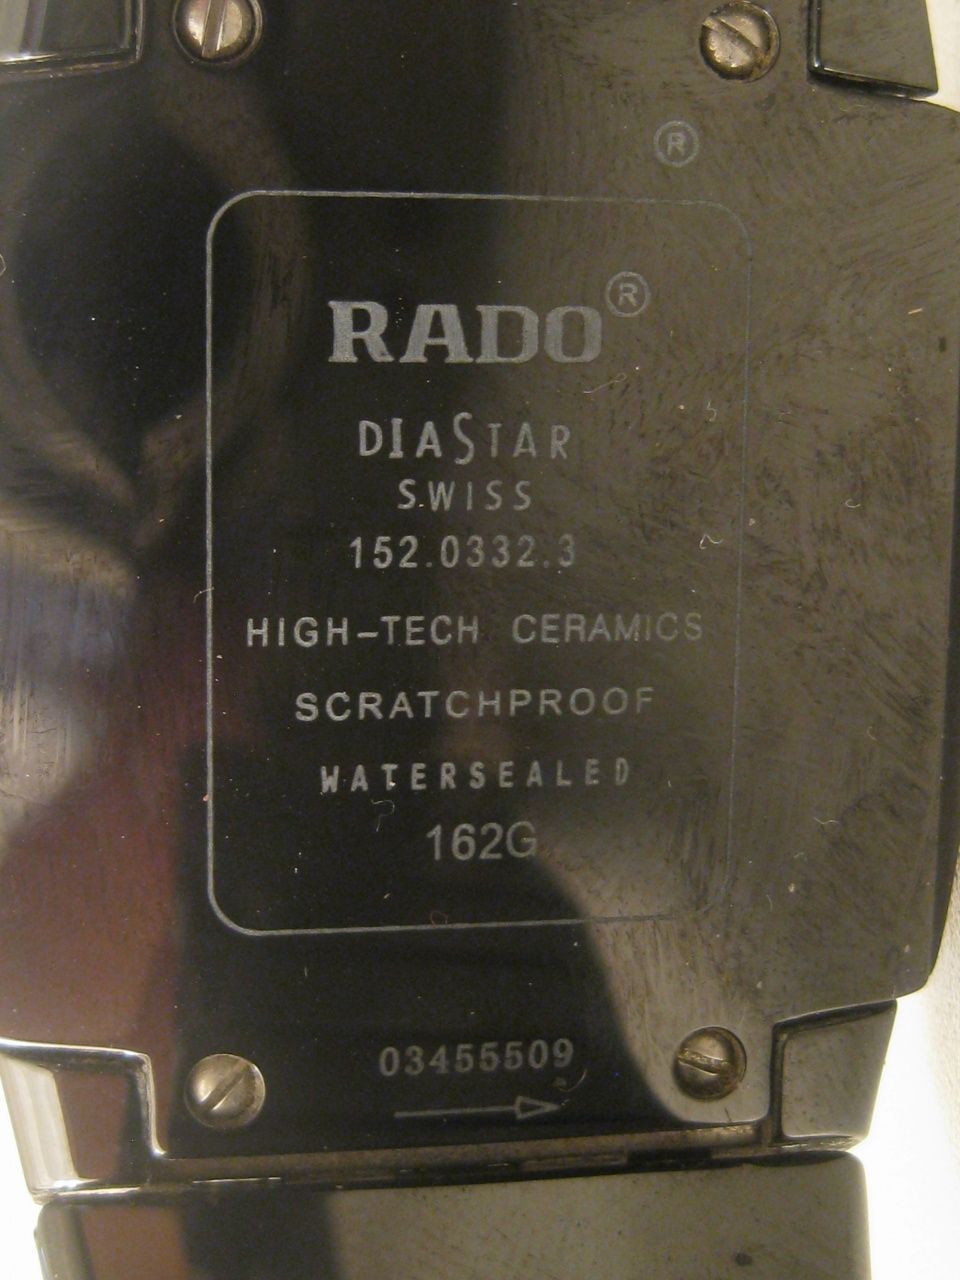 ®
RADO®
DIASTAR
SWISS
152.0332.3
HIGH-TECH CERAMICS
SCRATCHPROOF
WATERSEALED
162G
03455509